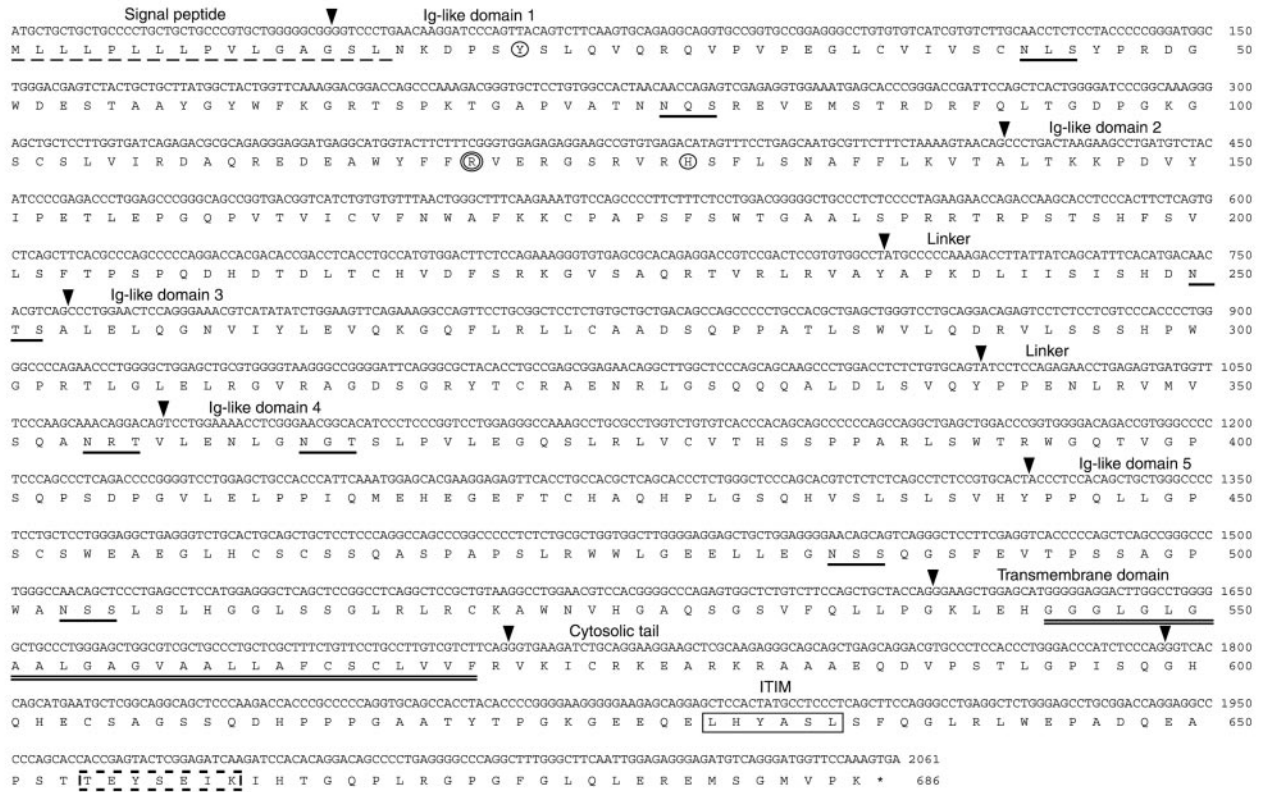 Signal peptide Ig-like domain 1
ATGCTGCTGCTGCCCCTGCTGCTGCCCGTGCTGGGGGCGGGGTCCCTGAACAAGGATCCCAGTTACAGTCTTCAAGTGCAGAGGCAGGTGCCGGTGCCGGAGGGCCTGTGTGTCATCGTGTCTTGCAACCTCTCCTACCCCCGGGATGGC 150
M L L L P L L L P V L G A G S L N K D P S Y S L Q V Q R Q V P V P E G L C V I V S C N L S Y P R D G 50
TGGGACGAGTCTACTGCTGCTTATGGCTACTGGTTCAAAGGACGGACCAGCCCAAAGACGGGTGCTCCTGTGGCCACTAACAACCAGAGTCGAGAGGTGGAAATGAGCACCCGGGACCGATTCCAGCTCACTGGGGATCCCGGCAAAGGG 300
W D E S T A A Y G Y W F K G R T S P K T G A P V A T N N Q S R E V E M S T R D R F Q L T G D P G K G 100
Ig-like domain 2
AGCTGCTCCTTGGTGATCAGAGACGCGCAGAGGGAGGATGAGGCATGGTACTTCTTTCGGGTGGAGAGAGGAAGCCGTGTGAGACATAGTTTCCTGAGCAATGCGTTCTTTCTAAAAGTAACAGCCCTGACTAAGAAGCCTGATGTCTAC 450
S C S L V I R D A Q R E D E A W Y F F R V E R G S R V R H S F L S N A F F L K V T A L T K K P D V Y 150
ATCCCCGAGACCCTGGAGCCCGGGCAGCCGGTGACGGTCATCTGTGTGTTTAACTGGGCTTTCAAGAAATGTCCAGCCCCTTCTTTCTCCTGGACGGGGGCTGCCCTCTCCCCTAGAAGAACCAGACCAAGCACCTCCCACTTCTCAGTG 600
I P E T L E P G Q P V T V I C V F N W A F K K C P A P S F S W T G A A L S P R R T R P S T S H F S V 200
Linker
CTCAGCTTCACGCCCAGCCCCCAGGACCACGACACCGACCTCACCTGCCATGTGGACTTCTCCAGAAAGGGTGTGAGCGCACAGAGGACCGTCCGACTCCGTGTGGCCTATGCCCCCAAAGACCTTATTATCAGCATTTCACATGACAAC 750
L S F T P S P Q D H D T D L T C H V D F S R K G V S A Q R T V R L R V A Y A P K D L I I S I S H D N 250
Ig-like domain 3
ACGTCAGCCCTGGAACTCCAGGGAAACGTCATATATCTGGAAGTTCAGAAAGGCCAGTTCCTGCGGCTCCTCTGTGCTGCTGACAGCCAGCCCCCTGCCACGCTGAGCTGGGTCCTGCAGGACAGAGTCCTCTCCTCGTCCCACCCCTGG 900
T S A L E L Q G N V I Y L E V Q K G Q F L R L L C A A D S Q P P A T L S W V L Q D R V L S S S H P W 300
Linker
GGCCCCAGAACCCTGGGGCTGGAGCTGCGTGGGGTAAGGGCCGGGGATTCAGGGCGCTACACCTGCCGAGCGGAGAACAGGCTTGGCTCCCAGCAGCAAGCCCTGGACCTCTCTGTGCAGTATCCTCCAGAGAACCTGAGAGTGATGGTT 1050
G P R T L G L E L R G V R A G D S G R Y T C R A E N R L G S Q Q Q A L D L S V Q Y P P E N L R V M V 350
Ig-like domain 4
TCCCAAGCAAACAGGACAGTCCTGGAAAACCTCGGGAACGGCACATCCCTCCCGGTCCTGGAGGGCCAAAGCCTGCGCCTGGTCTGTGTCACCCACAGCAGCCCCCCAGCCAGGCTGAGCTGGACCCGGTGGGGACAGACCGTGGGCCCC 1200
S Q A N R T V L E N L G N G T S L P V L E G Q S L R L V C V T H S S P P A R L S W T R W G Q T V G P 400
Ig-like domain 5
TCCCAGCCCTCAGACCCCGGGGTCCTGGAGCTGCCACCCATTCAAATGGAGCACGAAGGAGAGTTCACCTGCCACGCTCAGCACCCTCTGGGCTCCCAGCACGTCTCTCTCAGCCTCTCCGTGCACTACCCTCCACAGCTGCTGGGCCCC 1350
S Q P S D P G V L E L P P I Q M E H E G E F T C H A Q H P L G S Q H V S L S L S V H Y P P Q L L G P 450
TCCTGCTCCTGGGAGGCTGAGGGTCTGCACTGCAGCTGCTCCTCCCAGGCCAGCCCGGCCCCCTCTCTGCGCTGGTGGCTTGGGGAGGAGCTGCTGGAGGGGAACAGCAGTCAGGGCTCCTTCGAGGTCACCCCCAGCTCAGCCGGGCCC 1500
S C S W E A E G L H C S C S S Q A S P A P S L R W W L G E E L L E G N S S Q G S F E V T P S S A G P 500
Transmembrane domain
TGGGCCAACAGCTCCCTGAGCCTCCATGGAGGGCTCAGCTCCGGCCTCAGGCTCCGCTGTAAGGCCTGGAACGTCCACGGGGCCCAGAGTGGCTCTGTCTTCCAGCTGCTACCAGGGAAGCTGGAGCATGGGGGAGGACTTGGCCTGGGG 1650
W A N S S L S L H G G L S S G L R L R C K A W N V H G A Q S G S V F Q L L P G K L E H G G G L G L G 550
Cytosolic tail
GCTGCCCTGGGAGCTGGCGTCGCTGCCCTGCTCGCTTTCTGTTCCTGCCTTGTCGTCTTCAGGGTGAAGATCTGCAGGAAGGAAGCTCGCAAGAGGGCAGCAGCTGAGCAGGACGTGCCCTCCACCCTGGGACCCATCTCCCAGGGTCAC 1800
A A L G A G V A A L L A F C S C L V V F R V K I C R K E A R K R A A A E Q D V P S T L G P I S Q G H 600
ITIM
CAGCATGAATGCTCGGCAGGCAGCTCCCAAGACCACCCGCCCCCAGGTGCAGCCACCTACACCCCGGGGAAGGGGGAAGAGCAGGAGCTCCACTATGCCTCCCTCAGCTTCCAGGGCCTGAGGCTCTGGGAGCCTGCGGACCAGGAGGCC 1950
Q H E C S A G S S Q D H P P P G A A T Y T P G K G E E Q E L H Y A S L S F Q G L R L W E P A D Q E A 650
CCCAGCACCACCGAGTACTCGGAGATCAAGATCCACACAGGACAGCCCCTGAGGGGCCCAGGCTTTGGGCTTCAATTGGAGAGGGAGATGTCAGGGATGGTTCCAAAGTGA 2061
P S T T E Y S E I K I H T G Q P L R G P G F G L Q L E R E M S G M V P K * 686